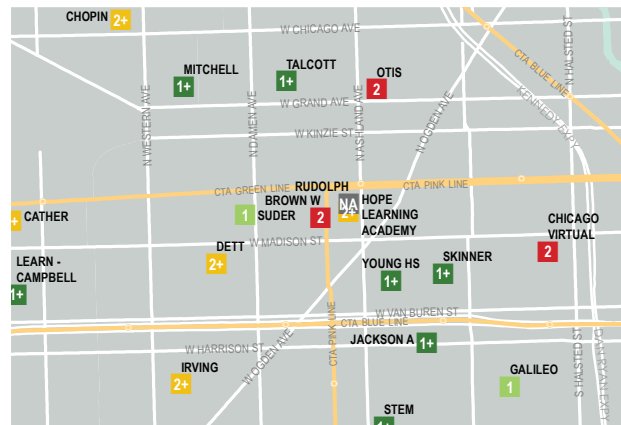 CHOPIN
2+
W CHICAGO AVE
N HALSTED ST
CTA BLUE LINE
MITCHELL
1+
TALCOTT
1+
OTIS
2
KENNEDY EXPY
N WESTERN AVE
N DAMEN AVE
W GRAND AVE
N ASHLAND AVE
N OGDEN AVE
W KINZIE ST
CTA GREEN LINE
RUDOLPH
CTA PINK LINE
2+
CATHER
1
SUDER
BROWN W
2
NA
2+
HOPE
LEARNING
ACADEMY
CHICAGO
VIRTUAL
2
DETT
2+
W MADISON ST
LEARN -
CAMPBELL
1+
YOUNG HS
1+
SKINNER
1+
W VAN BUREN ST
CTA BLUE LINE
CTA PINK LINE
W HARRISON ST
W OGDEN AVE
JACKSON A
1+
S HALSTED ST
DAN RYAN EXPY
IRVING
2+
GALILEO
1
STEM
1+